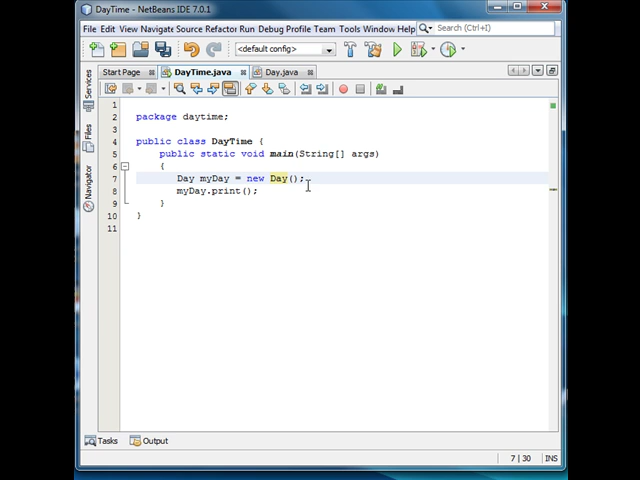 DayTime - NetBeans IDE 7.0.1
File Edit View Navigate Source Refactor Run Debug Profile Team Tools Window Help
Search (Ctrl+I)
<default config>
Start Page
DayTime.java
Day.java
Services
Files
Navigator
1
2 package daytime;
3
4 public class DayTime {
5 public static void main(String[] args)
6 {
7 Day myDay = new Day();
8 myDay.print();
9 }
10 }
11
Tasks
Output
7 | 30
INS